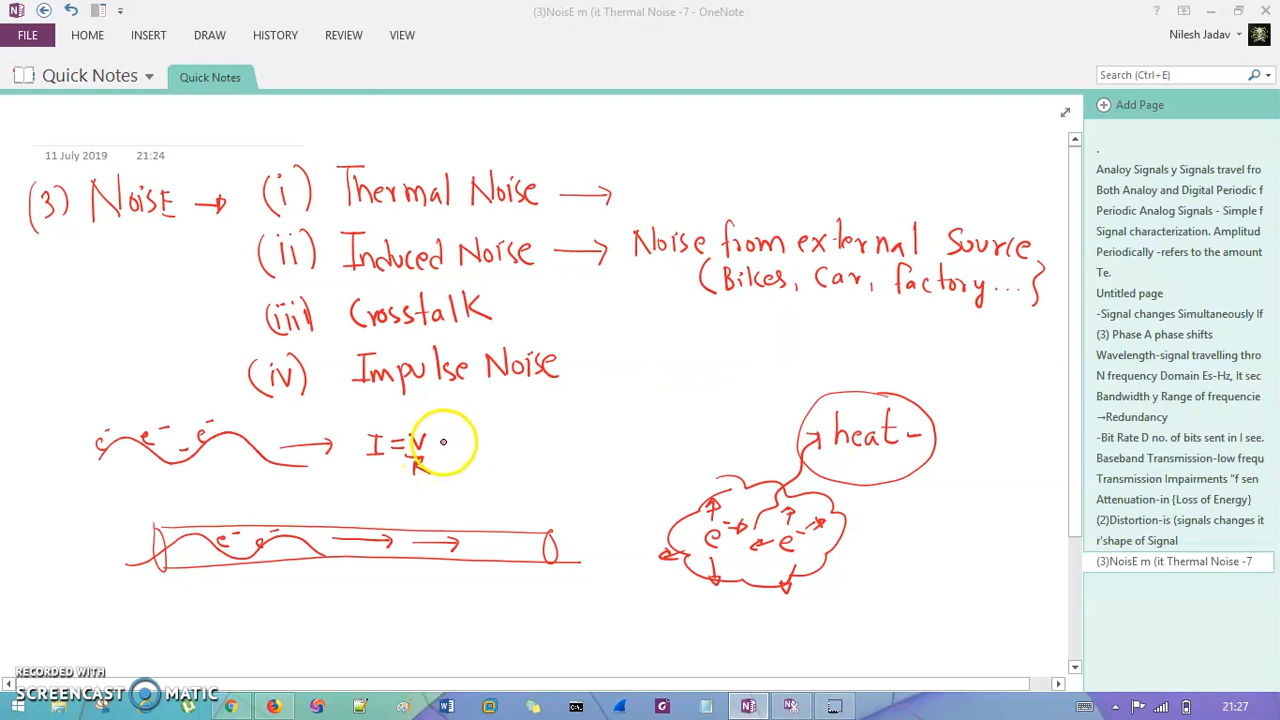 (3)NoisE m (it Thermal Noise -7 - OneNote
FILE HOME INSERT DRAW HISTORY REVIEW VIEW
Nilesh Jadav
Quick Notes
Quick Notes
Search (Ctrl+E)
Add Page
11 July 2019 21:24
(3) NoisE → (i) Thermal Noise →
(ii) Induced Noise → Noise from external Source
(Bikes, Car, factory...}
(iii) Crosstalk
(iv) Impulse Noise
e⁻ e⁻ e⁻ → I = V
R
heat -
e⁻ e⁻ → →
e⁻ e⁻
.
Analoy Signals y Signals travel fro
Both Analoy and Digital Periodic f
Periodic Analog Signals - Simple f
Signal characterization. Amplitud
Periodically -refers to the amount
Te.
Untitled page
-Signal changes Simultaneously If
(3) Phase A phase shifts
Wavelength-signal travelling thro
N frequency Domain Es-Hz, It sec
Bandwidth y Range of frequencie
→Redundancy
-Bit Rate D no. of bits sent in I see.
Baseband Transmission-low frequ
Transmission Impairments "f sen
Attenuation-in {Loss of Energy}
(2)Distortion-is (signals changes it
r'shape of Signal
(3)NoisE m (it Thermal Noise -7
RECORDED WITH
SCREENCAST MATIC
21:27